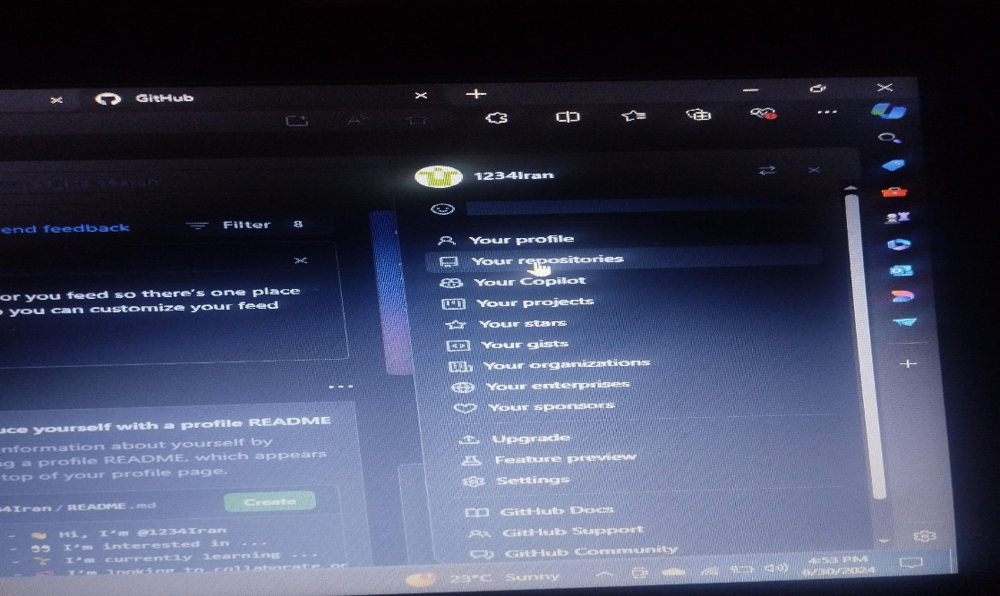 GitHub
search
1234Iran
end feedback
Filter 8
Your profile
Your repositories
or you feed so there's one place
you can customize your feed
Your Copilot
Your projects
Your stars
Your gists
Your organizations
Your enterprises
Your sponsors
uce yourself with a profile README
nformation about yourself by
g a profile README, which appears
top of your profile page.
Upgrade
Feature preview
Settings
4Iran / README.md
Create
GitHub Docs
GitHub Support
GitHub Community
- 👋 Hi, I'm @1234Iran
- 👀 I'm interested in ...
- 🌱 I'm currently learning ...
I'm looking to collaborate or
23°C Sunny
4:53 PM
6/30/2024